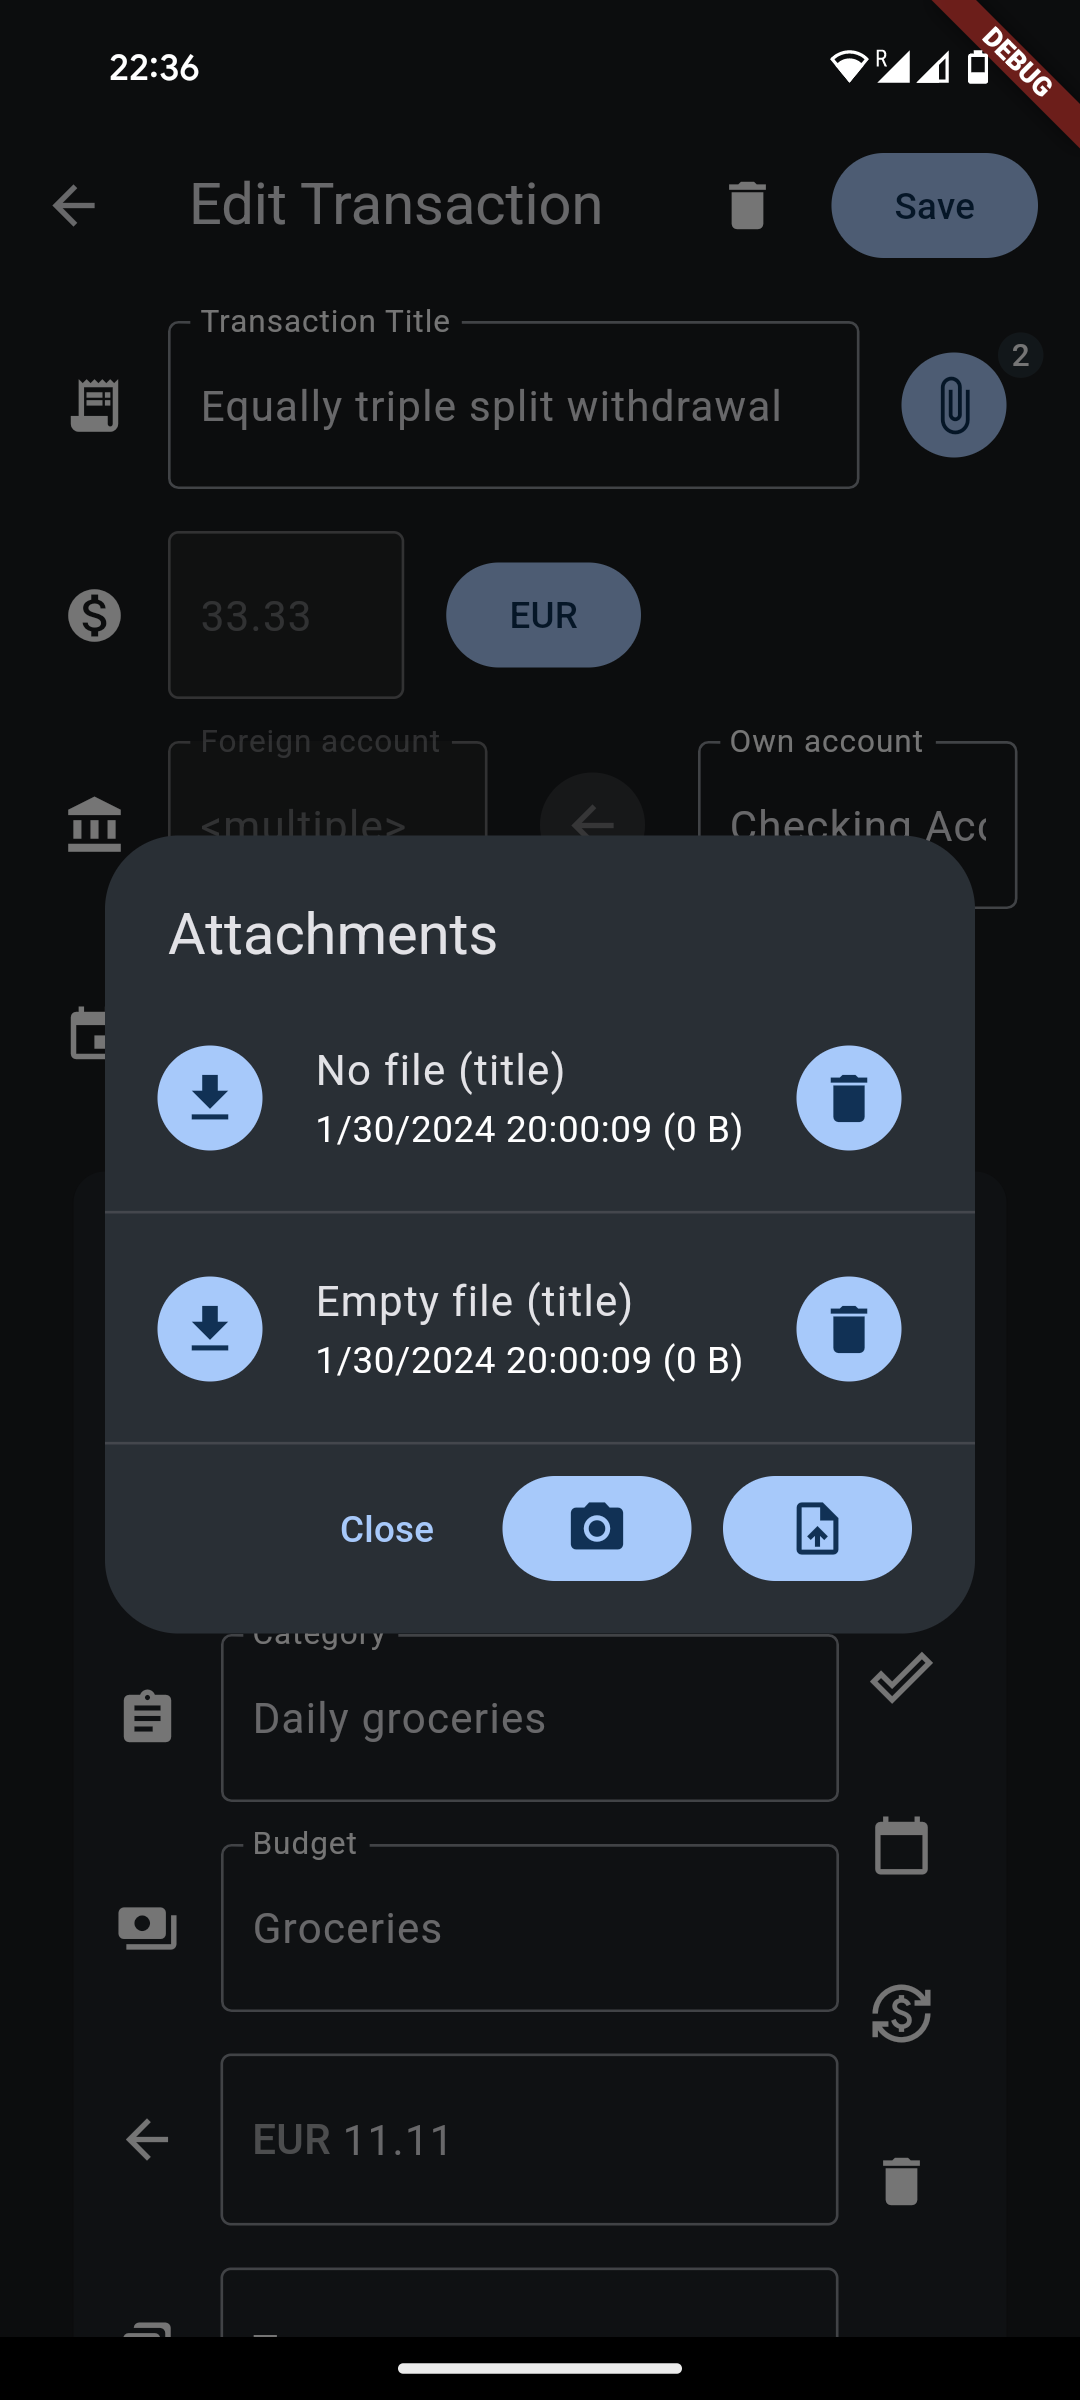 22:36
R
DEBUG
Edit Transaction
Save
Transaction Title
Equally triple split withdrawal
2
33.33
EUR
Foreign account
<multiple>
Own account
Checking Acc
Attachments
No file (title)
1/30/2024 20:00:09 (0 B)
Empty file (title)
1/30/2024 20:00:09 (0 B)
Close
Category
Daily groceries
Budget
Groceries
EUR 11.11